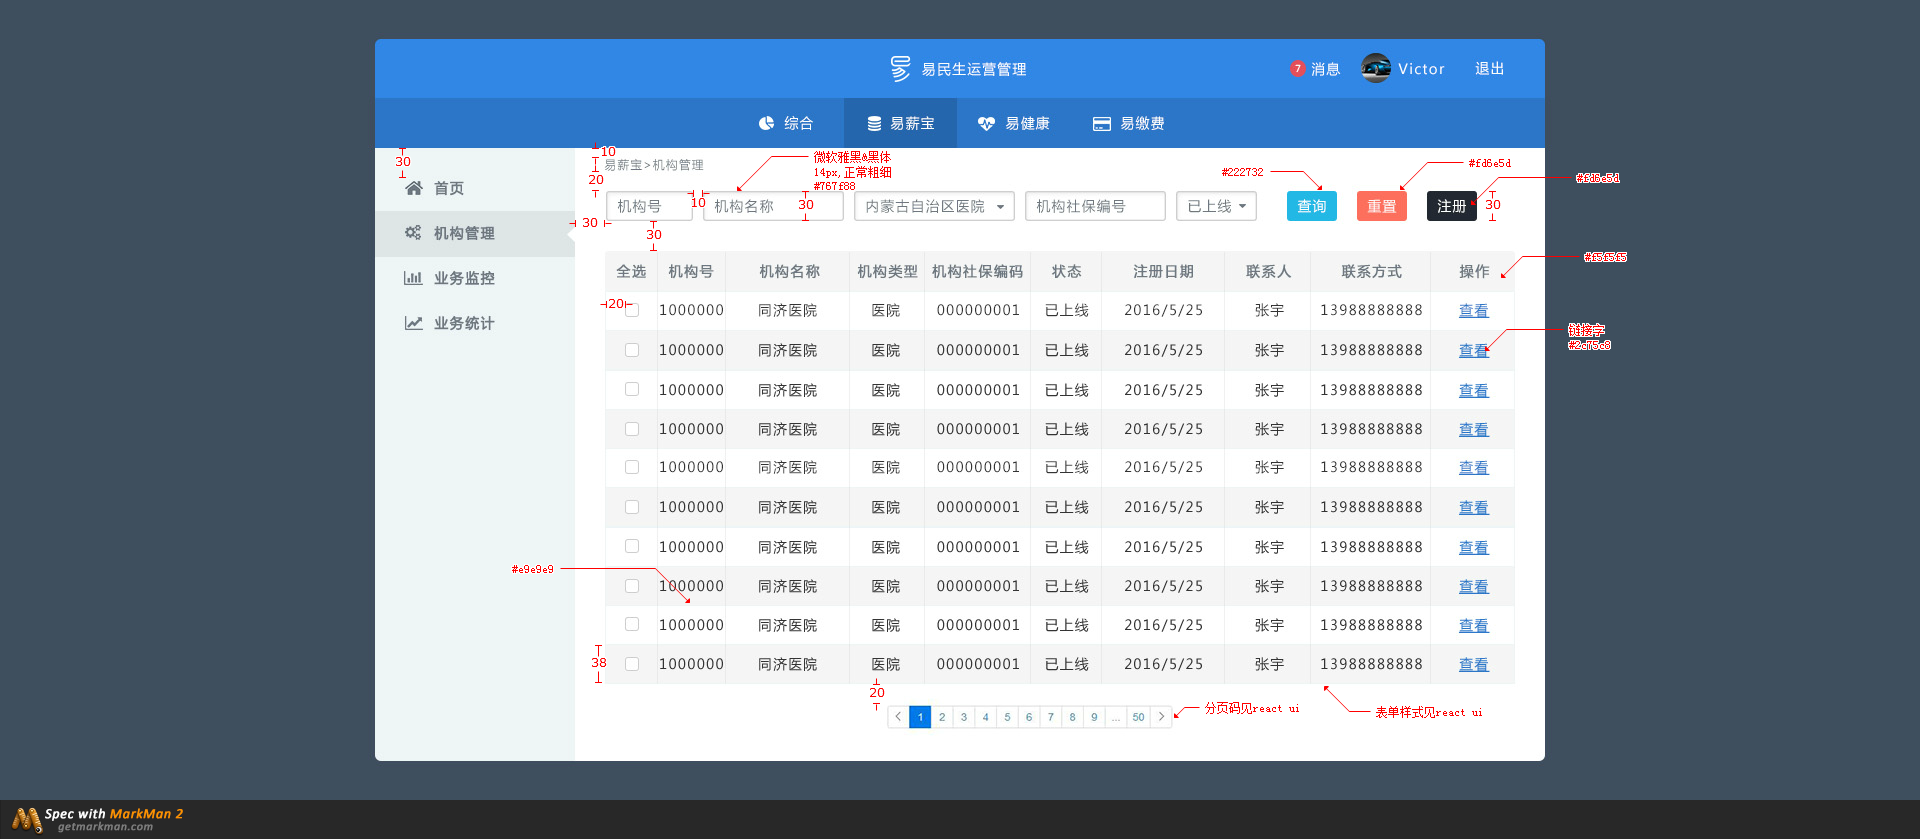 易民生运营管理
7 消息 Victor 退出
综合 易薪宝 易健康 易缴费
30
10
20
易薪宝>机构管理
微软雅黑@黑体
14px,正常粗细
#767f88
#222732
#fd6e5d
#fd6e5d
首页
机构管理
业务监控
业务统计
机构号 10 机构名称 30 内蒙古自治区医院 机构社保编号 已上线 查询 重置 注册 30
30
30
全选 机构号 机构名称 机构类型 机构社保编码 状态 注册日期 联系人 联系方式 操作
#f5f5f5
20
1000000 同济医院 医院 000000001 已上线 2016/5/25 张宇 13988888888 查看
链接字
#2c75c8
1000000 同济医院 医院 000000001 已上线 2016/5/25 张宇 13988888888 查看
1000000 同济医院 医院 000000001 已上线 2016/5/25 张宇 13988888888 查看
1000000 同济医院 医院 000000001 已上线 2016/5/25 张宇 13988888888 查看
1000000 同济医院 医院 000000001 已上线 2016/5/25 张宇 13988888888 查看
1000000 同济医院 医院 000000001 已上线 2016/5/25 张宇 13988888888 查看
1000000 同济医院 医院 000000001 已上线 2016/5/25 张宇 13988888888 查看
#e9e9e9
1000000 同济医院 医院 000000001 已上线 2016/5/25 张宇 13988888888 查看
1000000 同济医院 医院 000000001 已上线 2016/5/25 张宇 13988888888 查看
38
1000000 同济医院 医院 000000001 已上线 2016/5/25 张宇 13988888888 查看
20
1 2 3 4 5 6 7 8 9 ... 50
分页码见react ui
表单样式见react ui
Spec with MarkMan 2
getmarkman.com